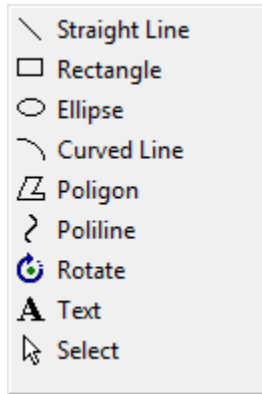 Straight Line
Rectangle
Ellipse
Curved Line
Poligon
Poliline
Rotate
Text
Select